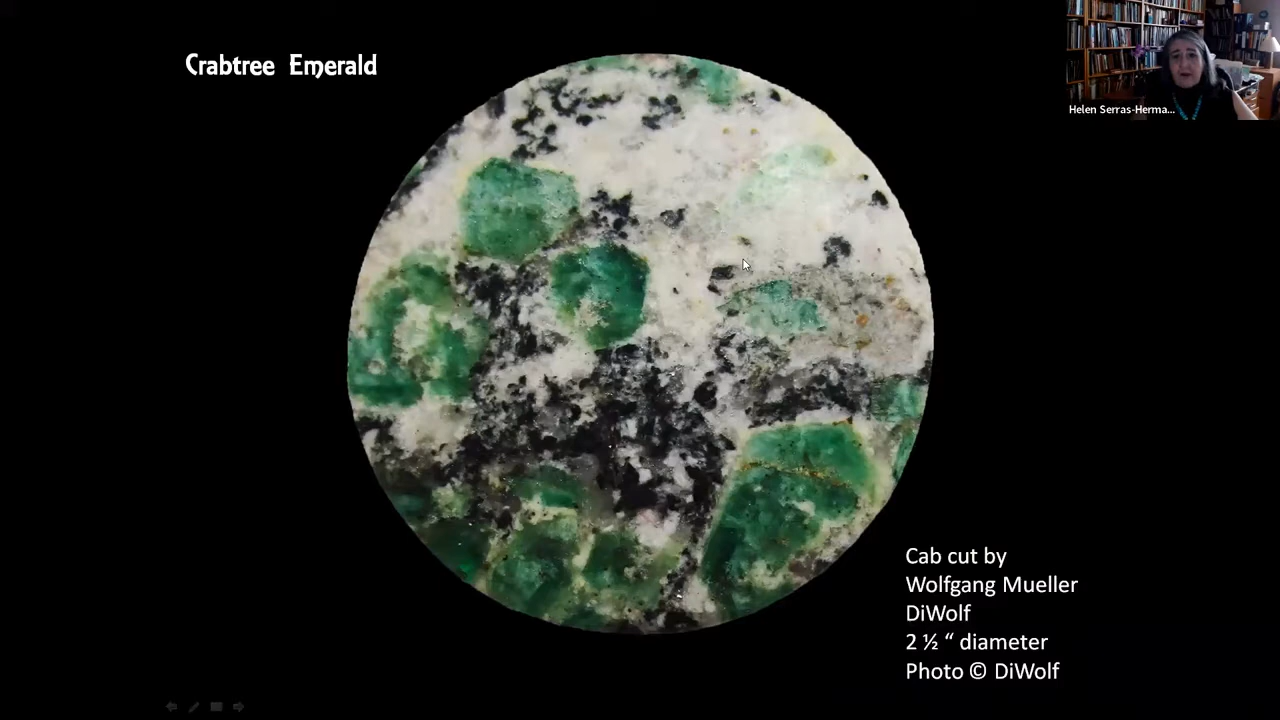 Crabtree Emerald
Helen Serras-Herma...
Cab cut by
Wolfgang Mueller
DiWolf
2 ½ “ diameter
Photo © DiWolf